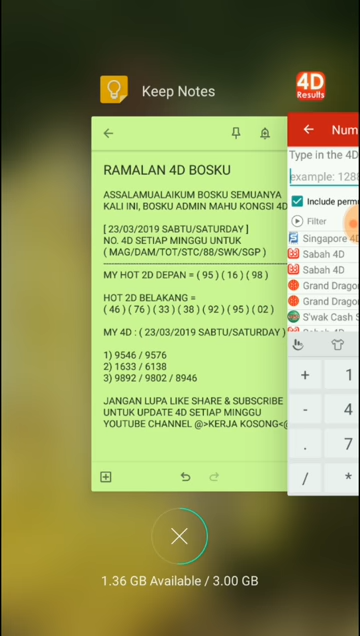 Keep Notes
4D
Results
RAMALAN 4D BOSKU
ASSALAMUALAIKUM BOSKU SEMUANYA
KALI INI, BOSKU ADMIN MAHU KONGSI 4D
[ 23/03/2019 SABTU/SATURDAY ]
NO. 4D SETIAP MINGGU UNTUK
( MAG/DAM/TOT/STC/88/SWK/SGP )
MY HOT 2D DEPAN = ( 95 ) ( 16 ) ( 98 )
HOT 2D BELAKANG =
( 46 ) ( 76 ) ( 33 ) ( 38 ) ( 92 ) ( 95 ) ( 02 )
MY 4D : ( 23/03/2019 SABTU/SATURDAY )
1) 9546 / 9576
2) 1633 / 6138
3) 9892 / 9802 / 8946
JANGAN LUPA LIKE SHARE & SUBSCRIBE
UNTUK UPDATE 4D SETIAP MINGGU
YOUTUBE CHANNEL @>KERJA KOSONG<@
Num
Type in the 4D
example: 128
Include perm
Filter
Singapore 4D
Sabah 4D
Sabah 4D
Grand Dragon
Grand Dragon
S'wak Cash S
+ 1
- 4
. 7
/ *
1.36 GB Available / 3.00 GB